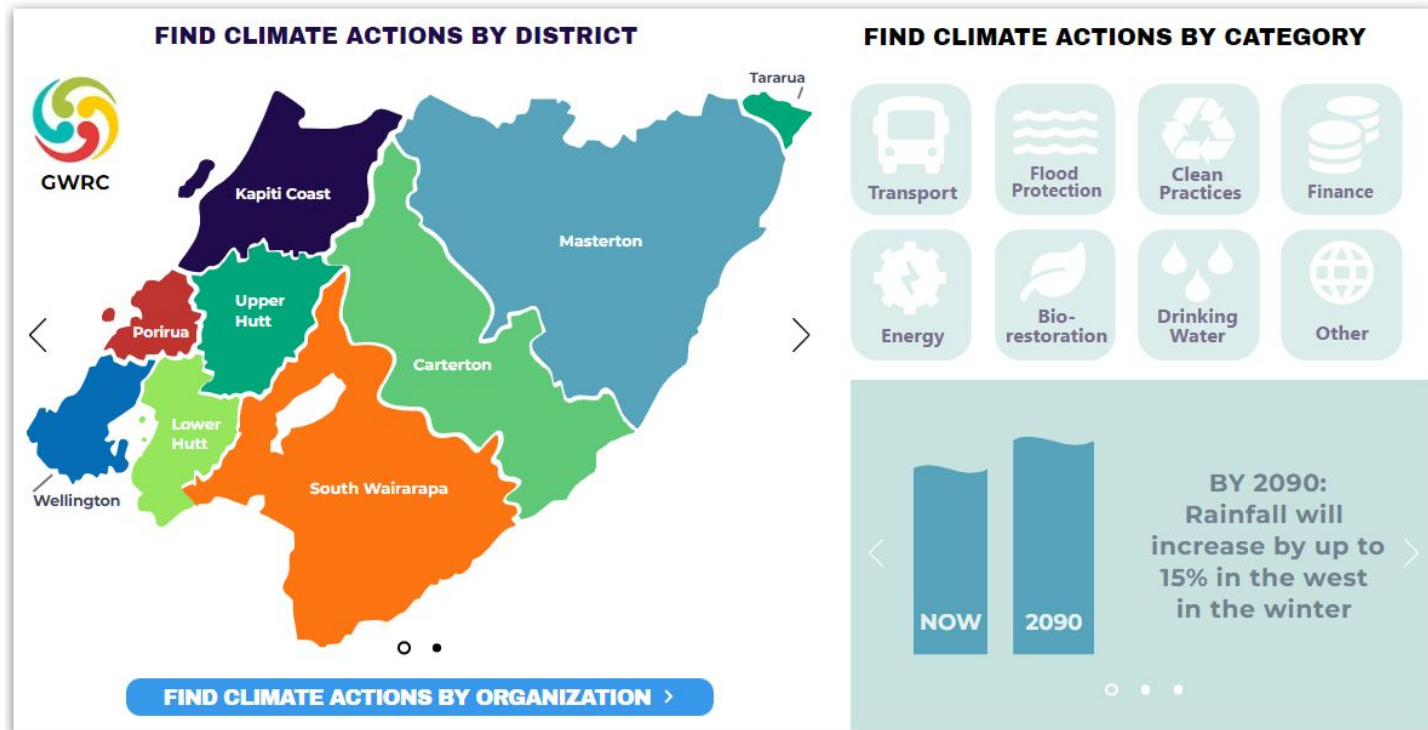 FIND CLIMATE ACTIONS BY DISTRICT
GWRC
Tararua
Kapiti Coast
Masterton
Upper
Hutt
Porirua
Carterton
Lower
Hutt
South Wairarapa
Wellington
FIND CLIMATE ACTIONS BY ORGANIZATION >
FIND CLIMATE ACTIONS BY CATEGORY
Transport
Flood
Protection
Clean
Practices
Finance
Energy
Bio-
restoration
Drinking
Water
Other
NOW
2090
BY 2090:
Rainfall will
increase by up to
15% in the west
in the winter